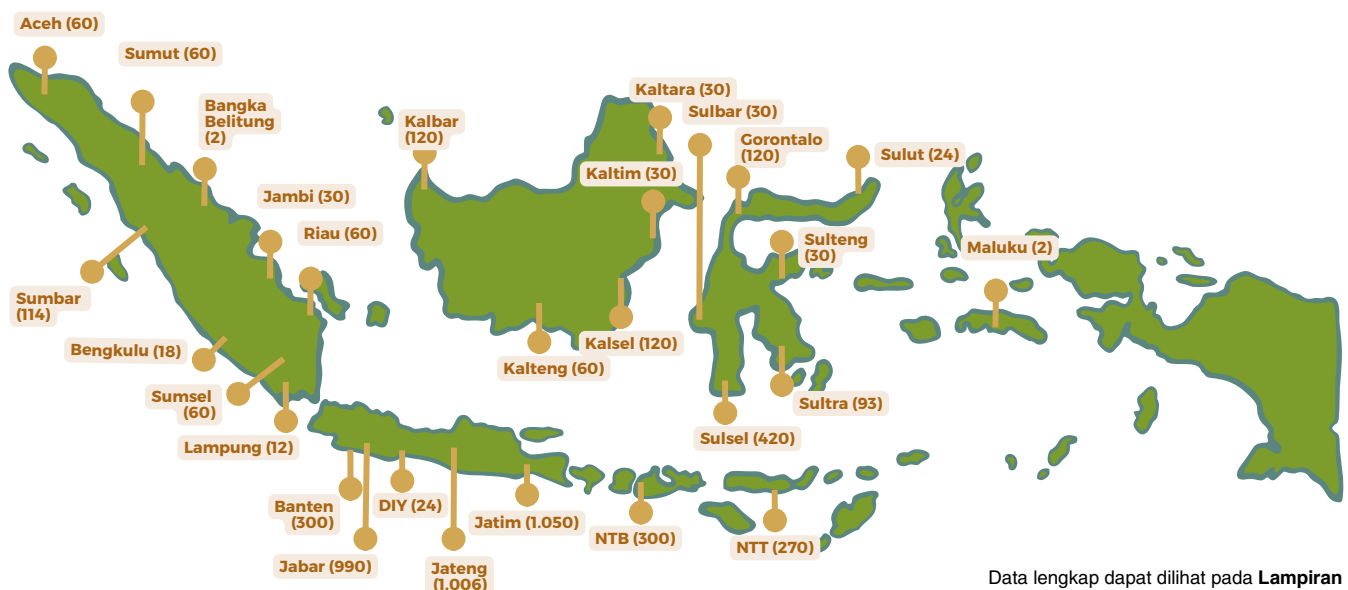 Aceh (60)
Sumut (60)
Bangka
Belitung
(2)
Jambi (30)
Riau (60)
Sumbar
(114)
Bengkulu (18)
Sumsel
(60)
Lampung (12)
Kalbar
(120)
Kaltara (30)
Sulbar (30)
Gorontalo
(120)
Sulut (24)
Kaltim (30)
Sulteng
(30)
Maluku (2)
Kalsel (120)
Kalteng (60)
Sultra (93)
Sulsel (420)
Banten
(300)
DIY (24)
Jatim (1.050)
Jabar (990)
Jateng
(1.006)
NTB (300)
NTT (270)
Data lengkap dapat dilihat pada Lampiran